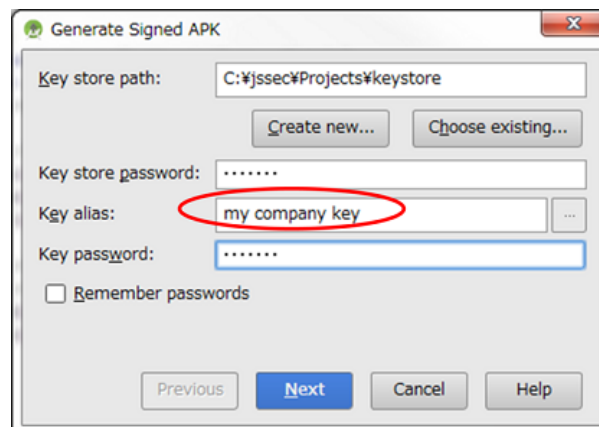 Generate Signed APK
Key store path: C:¥jssec¥Projects¥keystore
Create new... Choose existing...
Key store password: •••••••
Key alias: my company key ...
Key password: •••••••
Remember passwords
Previous Next Cancel Help